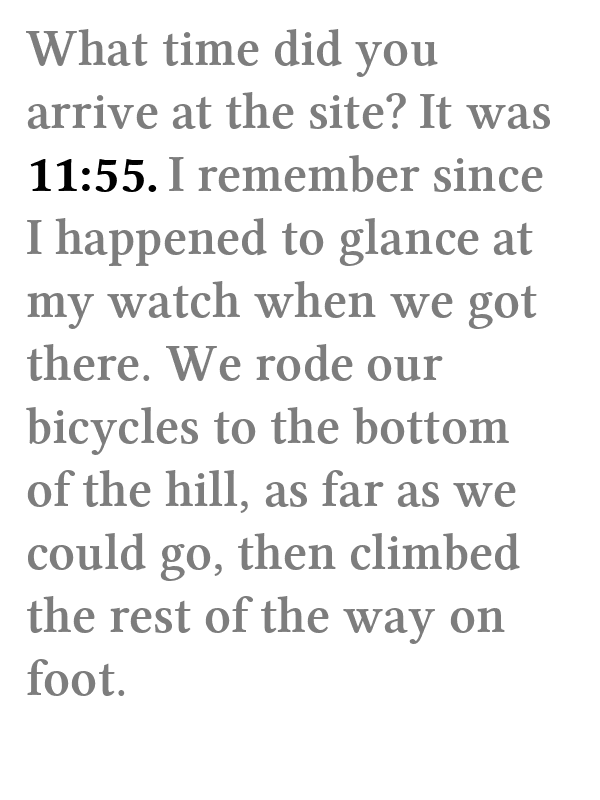 What time did you
arrive at the site? It was
11:55. I remember since
I happened to glance at
my watch when we got
there. We rode our
bicycles to the bottom
of the hill, as far as we
could go, then climbed
the rest of the way on
foot.